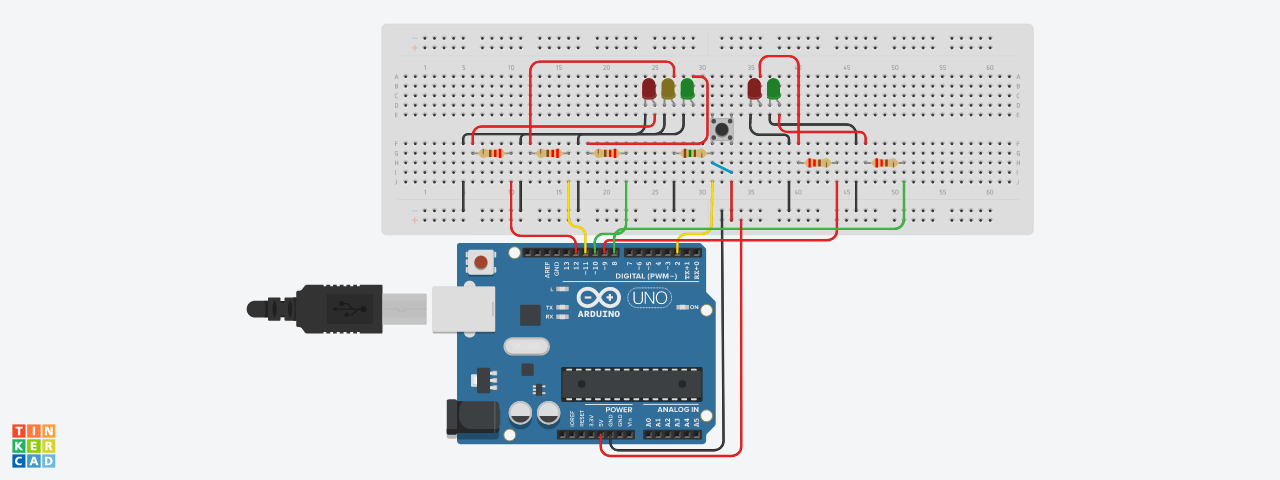 1 5 10 15 20 25 30 35 40 45 50 55 60
A A
B B
C C
D D
E E
F F
G G
H H
I I
J J
1 5 10 15 20 25 30 35 40 45 50 55 60
AREF GND 13 12 ~11 ~10 ~9 8 7 ~6 ~5 4 ~3 2 TX→1 RX←0
DIGITAL (PWM~)
L
TX
RX
UNO
ON
ARDUINO
POWER ANALOG IN
IOREF RESET 3.3V 5V GND GND Vin A0 A1 A2 A3 A4 A5
TIN
KER
CAD